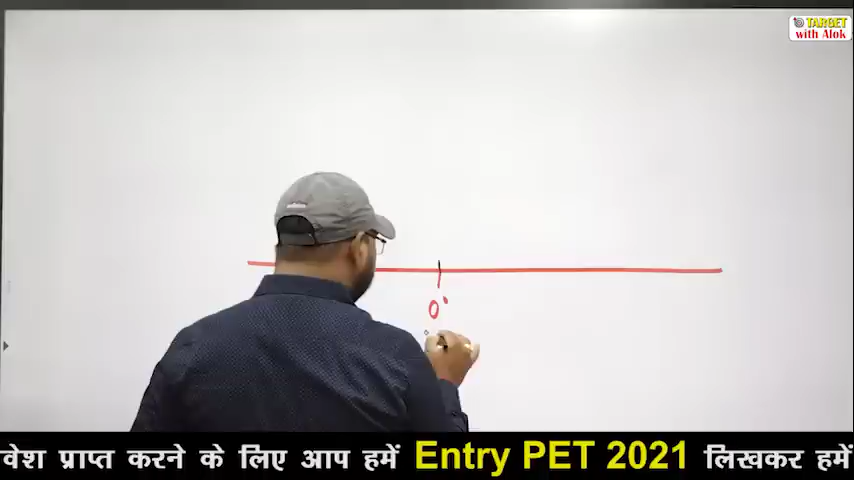 TARGET
with Alok
0°
वेश प्राप्त करने के लिए आप हमें Entry PET 2021 लिखकर हमें